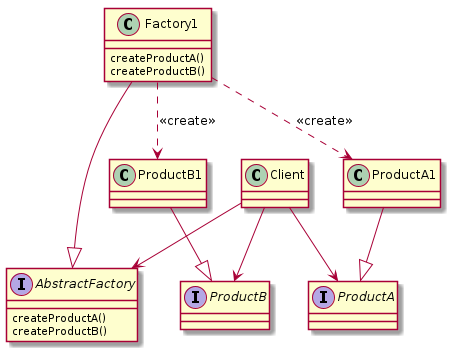 C Factory1
createProductA()
createProductB()
«create»
«create»
C ProductB1
C Client
C ProductA1
I AbstractFactory
createProductA()
createProductB()
I ProductB
I ProductA